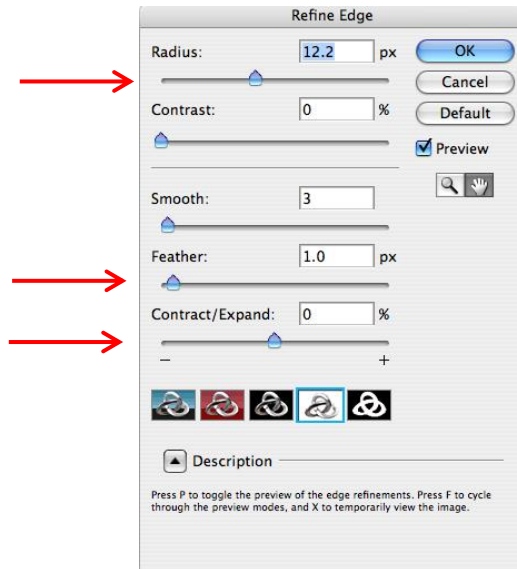 Refine Edge
Radius: 12.2 px OK
Cancel
Contrast: 0 % Default
Preview
Smooth: 3
Feather: 1.0 px
Contract/Expand: 0 %
– +
Description
Press P to toggle the preview of the edge refinements. Press F to cycle
through the preview modes, and X to temporarily view the image.